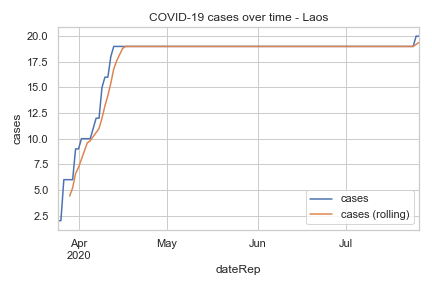 COVID-19 cases over time - Laos
20.0
17.5
15.0
12.5
10.0
7.5
5.0
2.5
cases
cases
cases (rolling)
Apr
2020
May
Jun
Jul
dateRep